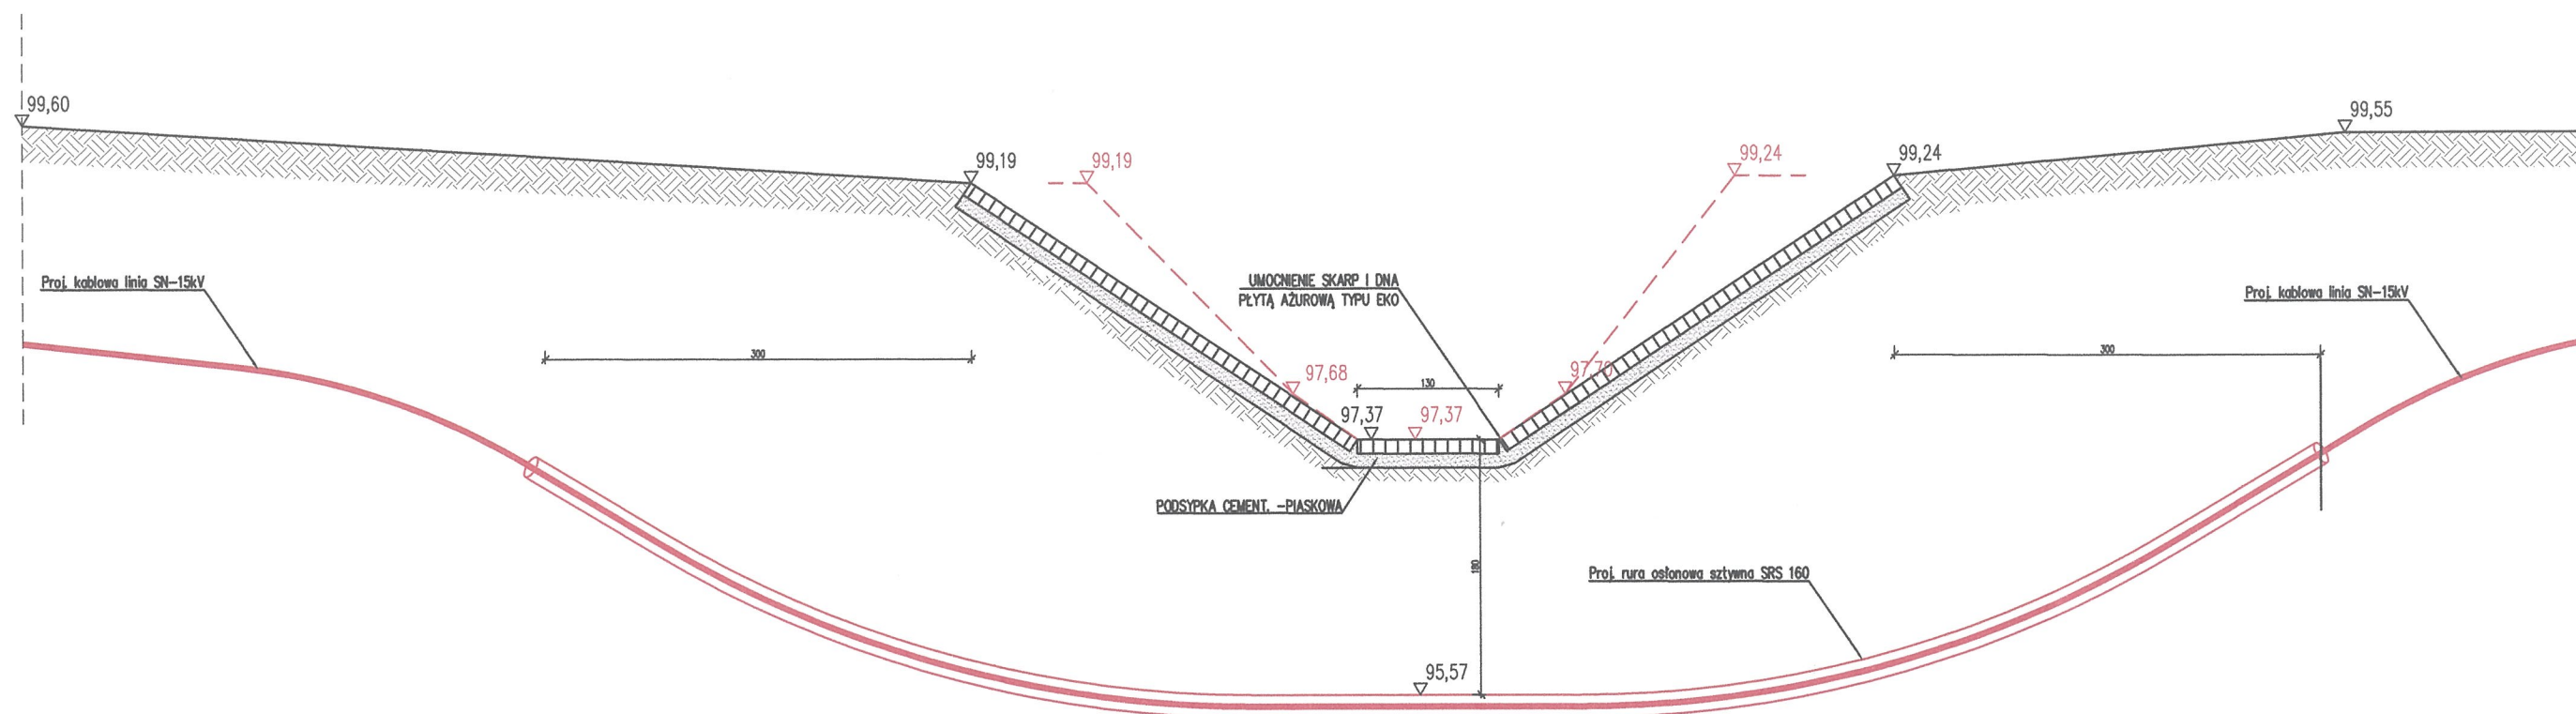 99,60
99,55
99,19
99,19
99,24
99,24
Proj. kablowa linia SN-15kV
UMOCNIENIE SKARP I DNA
PŁYTĄ AŻUROWĄ TYPU EKO
Proj. kablowa linia SN-15kV
300
300
97,68
97,70
130
97,37
97,37
PODSYPKA CEMENT. -PIASKOWA
180
Proj. rura osłonowa sztywna SRS 160
95,57